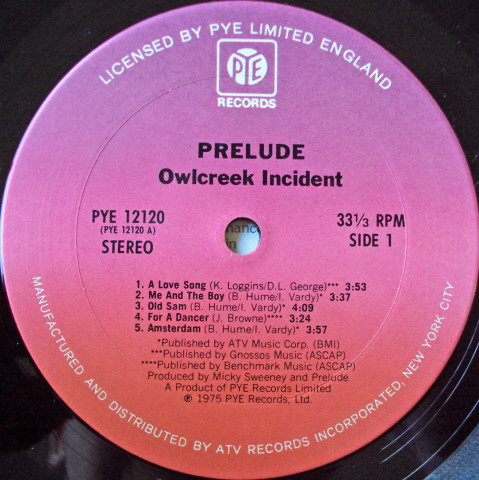 LICENSED BY PYE LIMITED ENGLAND
PYE
RECORDS
PRELUDE
Owlcreek Incident
PYE 12120
(PYE 12120 A)
STEREO
33⅓ RPM
SIDE 1
1. A Love Song (K. Loggins/D.L. George)*** 3:53
2. Me And The Boy (B. Hume/I. Vardy)* 3:37
3. Old Sam (B. Hume/I. Vardy)* 4:09
4. For A Dancer (J. Browne)**** 3:24
5. Amsterdam (B. Hume/I. Vardy)* 3:57
*Published by ATV Music Corp. (BMI)
***Published by Gnossos Music (ASCAP)
****Published by Benchmark Music (ASCAP)
Produced by Micky Sweeney and Prelude
A Product of PYE Records Limited
℗ 1975 PYE Records, Ltd.
MANUFACTURED AND DISTRIBUTED BY ATV RECORDS INCORPORATED, NEW YORK CITY